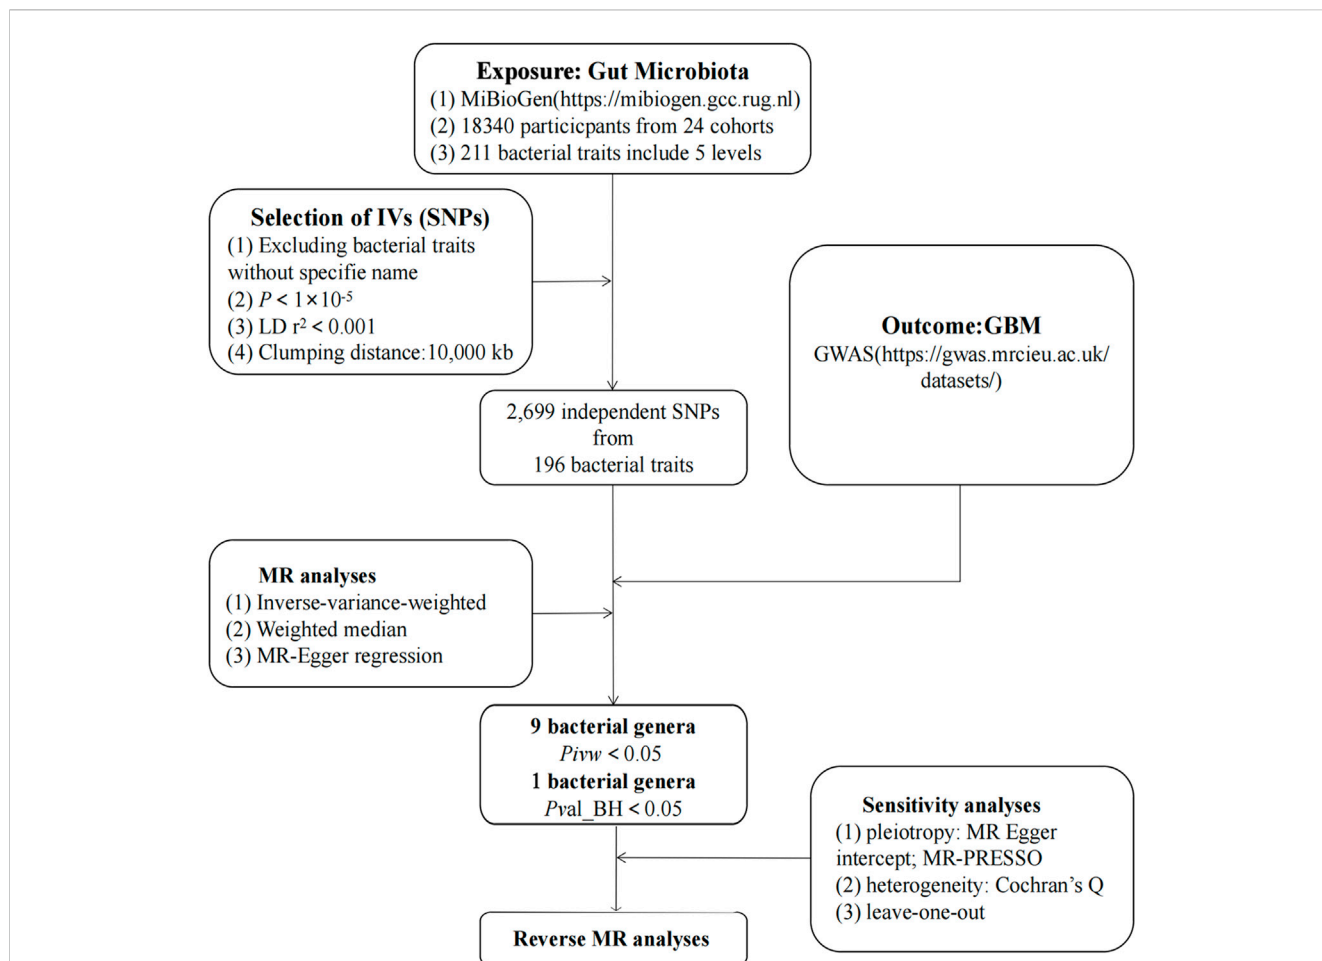 Exposure: Gut Microbiota
(1) MiBioGen(https://mibiogen.gcc.rug.nl)
(2) 18340 particicpants from 24 cohorts
(3) 211 bacterial traits include 5 levels
Selection of IVs (SNPs)
(1) Excluding bacterial traits
without specifie name
(2) P < 1×10-5
(3) LD r² < 0.001
(4) Clumping distance:10,000 kb
Outcome:GBM
GWAS(https://gwas.mrcieu.ac.uk/
datasets/)
2,699 independent SNPs
from
196 bacterial traits
MR analyses
(1) Inverse-variance-weighted
(2) Weighted median
(3) MR-Egger regression
9 bacterial genera
Pivw < 0.05
1 bacterial genera
Pval_BH < 0.05
Sensitivity analyses
(1) pleiotropy: MR Egger
intercept; MR-PRESSO
(2) heterogeneity: Cochran’s Q
(3) leave-one-out
Reverse MR analyses